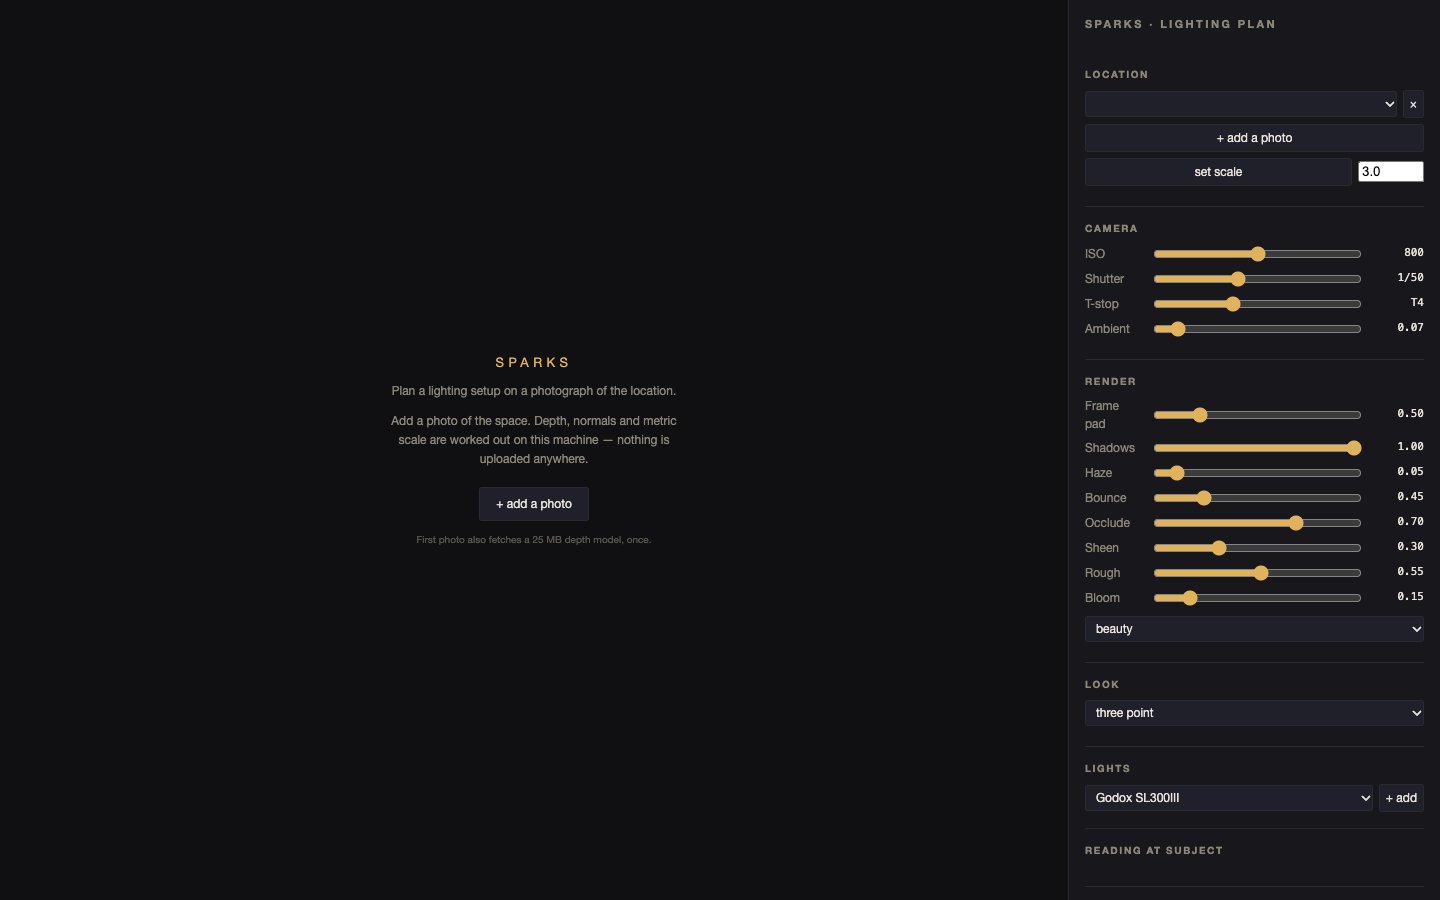 SPARKS
Plan a lighting setup on a photograph of the location.
Add a photo of the space. Depth, normals and metric
scale are worked out on this machine — nothing is
uploaded anywhere.
+ add a photo
First photo also fetches a 25 MB depth model, once.
SPARKS · LIGHTING PLAN
LOCATION
×
+ add a photo
set scale 3.0
CAMERA
ISO 800
Shutter 1/50
T-stop T4
Ambient 0.07
RENDER
Frame
pad 0.50
Shadows 1.00
Haze 0.05
Bounce 0.45
Occlude 0.70
Sheen 0.30
Rough 0.55
Bloom 0.15
beauty
LOOK
three point
LIGHTS
Godox SL300III + add
READING AT SUBJECT